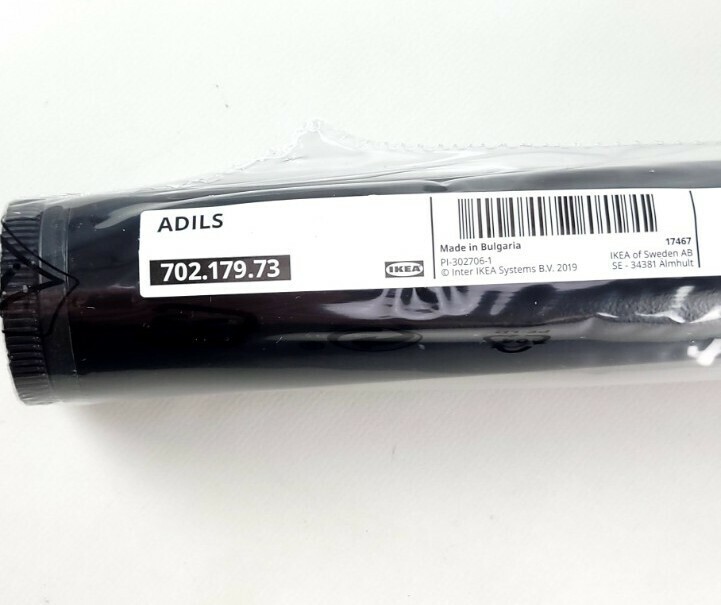 ADILS
702.179.73
IKEA
Made in Bulgaria
PI-302706-1
© Inter IKEA Systems B.V. 2019
17467
IKEA of Sweden AB
SE - 34381 Älmhult